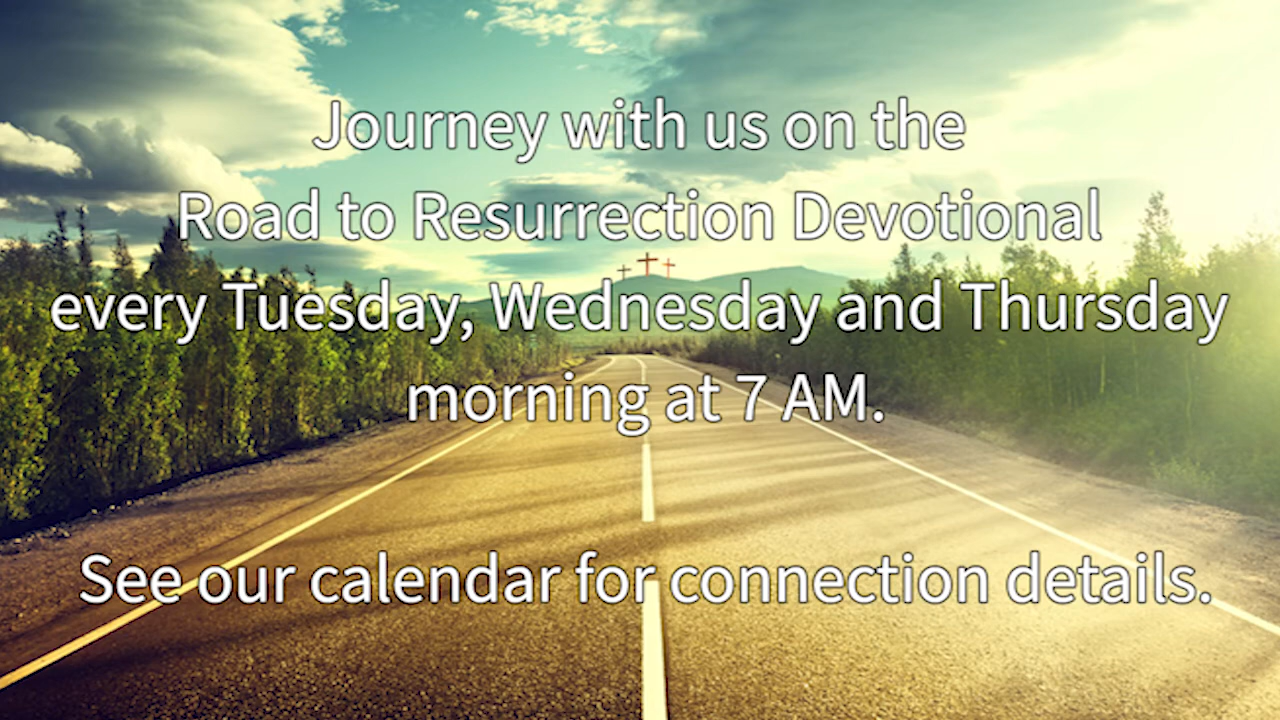 Journey with us on the
Road to Resurrection Devotional
every Tuesday, Wednesday and Thursday
morning at 7 AM.
See our calendar for connection details.